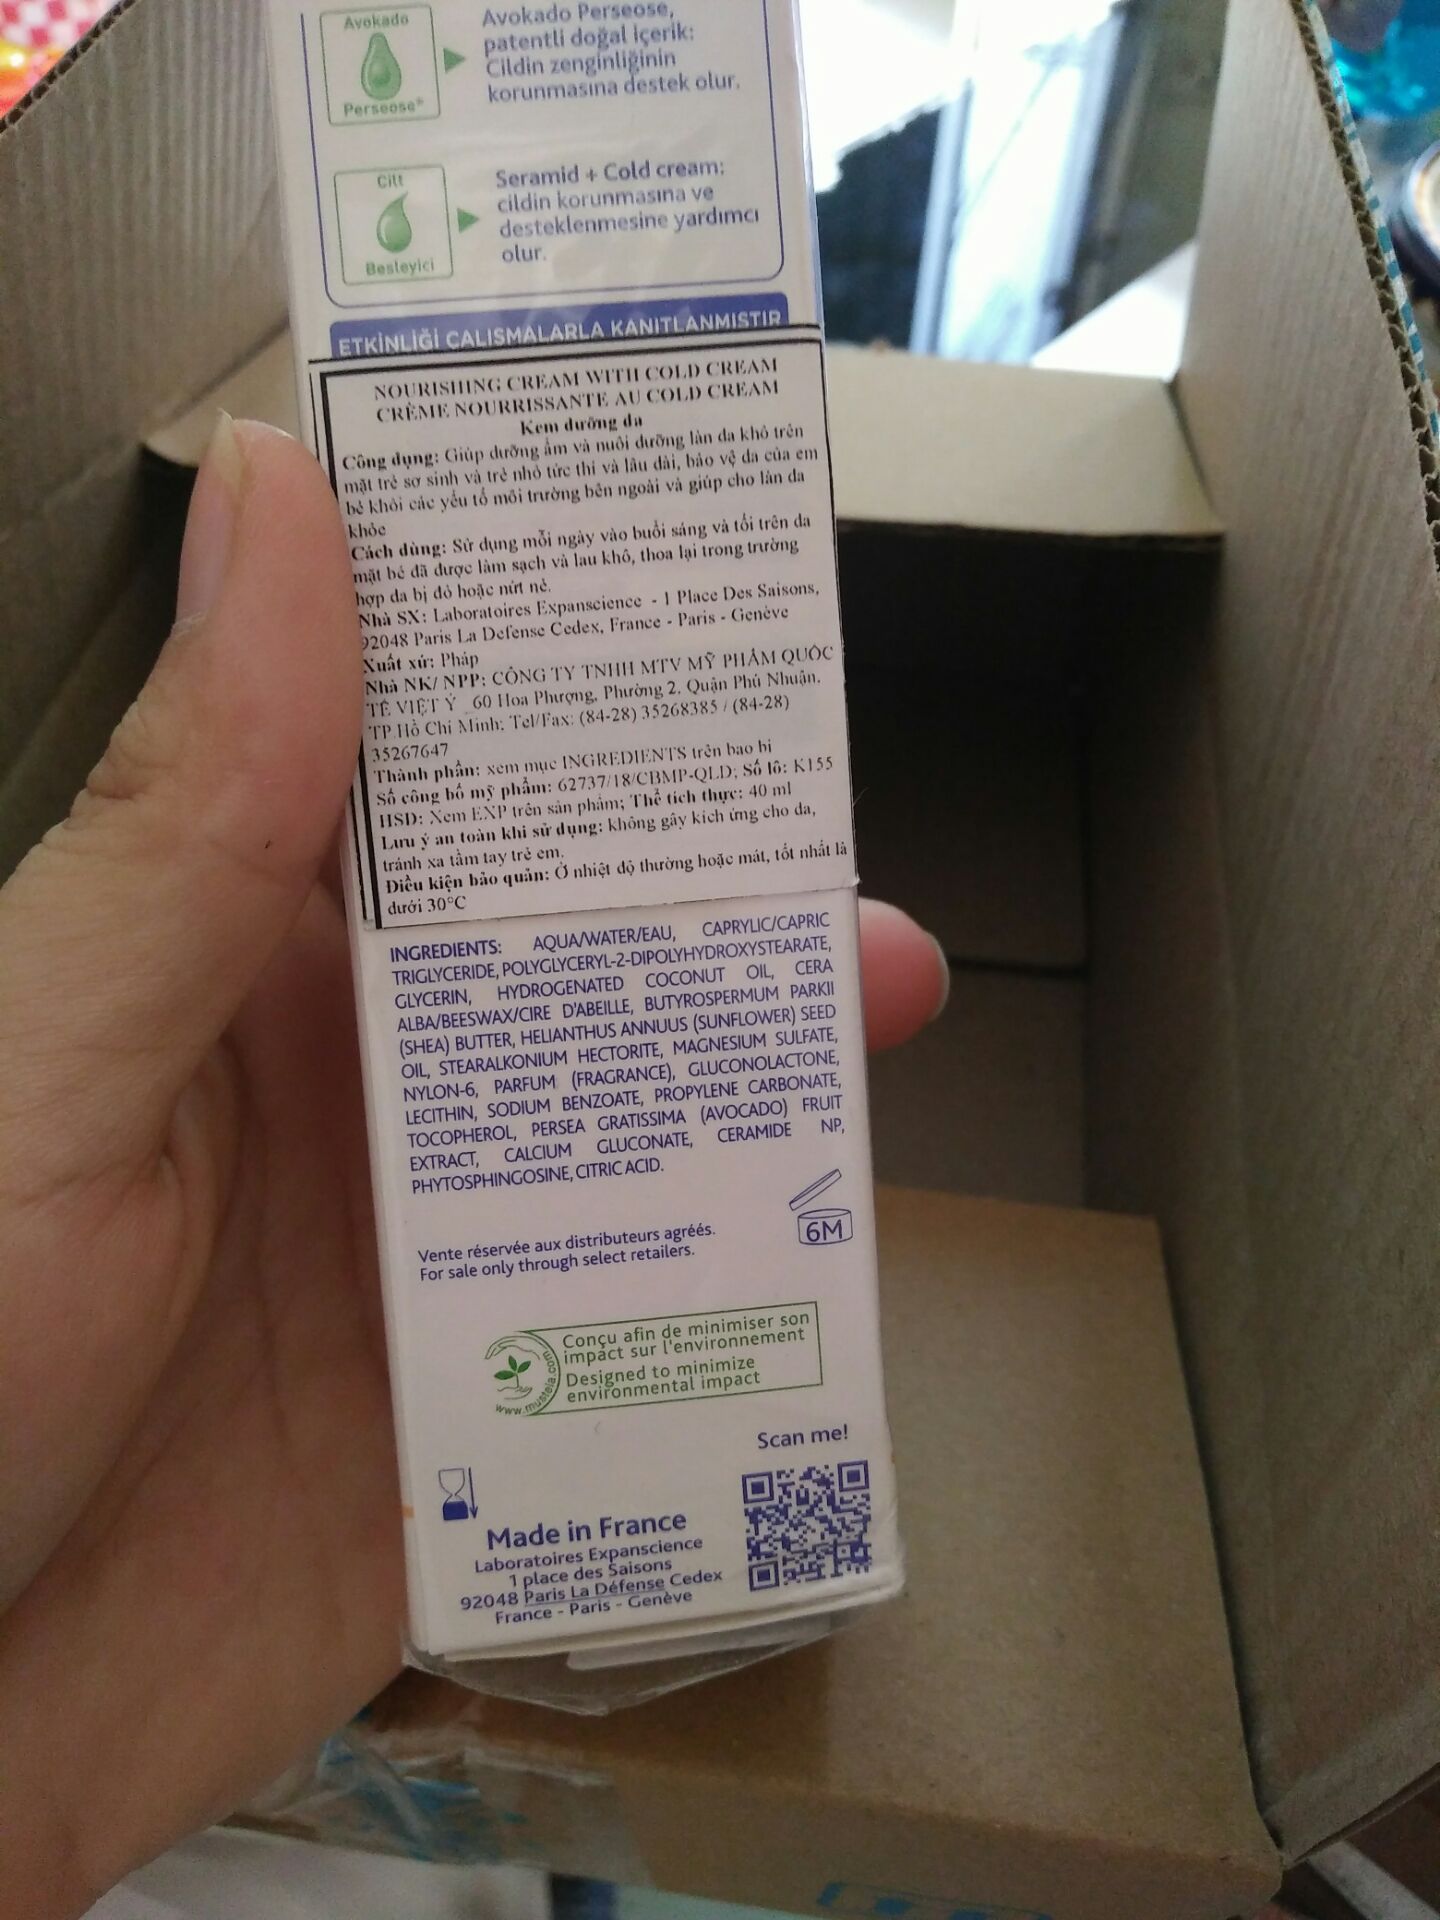 Avokado
Perseose®
Avokado Perseose,
patentli doğal içerik:
Cildin zenginliğinin
korunmasına destek olur.
Cilt
Besleyici
Seramid + Cold cream:
cildin korunmasına ve
desteklenmesine yardımcı
olur.
ETKİNLİĞİ ÇALIŞMALARLA KANITLANMIŞTIR
NOURISHING CREAM WITH COLD CREAM
CRÈME NOURRISSANTE AU COLD CREAM
Kem dưỡng da
Công dụng: Giúp dưỡng ẩm và nuôi dưỡng làn da khô trên
mặt trẻ sơ sinh và trẻ nhỏ tức thì và lâu dài, bảo vệ da của em
bé khỏi các yếu tố môi trường bên ngoài và giúp cho làn da
khỏe
Cách dùng: Sử dụng mỗi ngày vào buổi sáng và tối trên da
mặt bé đã được làm sạch và lau khô, thoa lại trong trường
hợp da bị đỏ hoặc nứt nẻ.
Nhà SX: Laboratoires Expanscience - 1 Place Des Saisons,
92048 Paris La Defense Cedex, France - Paris - Genève
Xuất xứ: Pháp
Nhà NK/ NPP: CÔNG TY TNHH MTV MỸ PHẨM QUỐC
TẾ VIỆT Ý _ 60 Hoa Phượng, Phường 2, Quận Phú Nhuận,
TP.Hồ Chí Minh; Tel/Fax: (84-28) 35268385 / (84-28)
35267647
Thành phần: xem mục INGREDIENTS trên bao bì
Số công bố mỹ phẩm: 62737/18/CBMP-QLD; Số lô: K155
HSD: Xem EXP trên sản phẩm; Thể tích thực: 40 ml
Lưu ý an toàn khi sử dụng: không gây kích ứng cho da,
tránh xa tầm tay trẻ em.
Điều kiện bảo quản: Ở nhiệt độ thường hoặc mát, tốt nhất là
dưới 30°C
INGREDIENTS: AQUA/WATER/EAU, CAPRYLIC/CAPRIC
TRIGLYCERIDE, POLYGLYCERYL-2-DIPOLYHYDROXYSTEARATE,
GLYCERIN, HYDROGENATED COCONUT OIL, CERA
ALBA/BEESWAX/CIRE D'ABEILLE, BUTYROSPERMUM PARKII
(SHEA) BUTTER, HELIANTHUS ANNUUS (SUNFLOWER) SEED
OIL, STEARALKONIUM HECTORITE, MAGNESIUM SULFATE,
NYLON-6, PARFUM (FRAGRANCE), GLUCONOLACTONE,
LECITHIN, SODIUM BENZOATE, PROPYLENE CARBONATE,
TOCOPHEROL, PERSEA GRATISSIMA (AVOCADO) FRUIT
EXTRACT, CALCIUM GLUCONATE, CERAMIDE NP,
PHYTOSPHINGOSINE, CITRIC ACID.
6M
Vente réservée aux distributeurs agréés.
For sale only through select retailers.
www.mustela.com
Conçu afin de minimiser son
impact sur l'environnement
Designed to minimize
environmental impact
Scan me!
Made in France
Laboratoires Expanscience
1 place des Saisons
92048 Paris La Défense Cedex
France - Paris - Genève